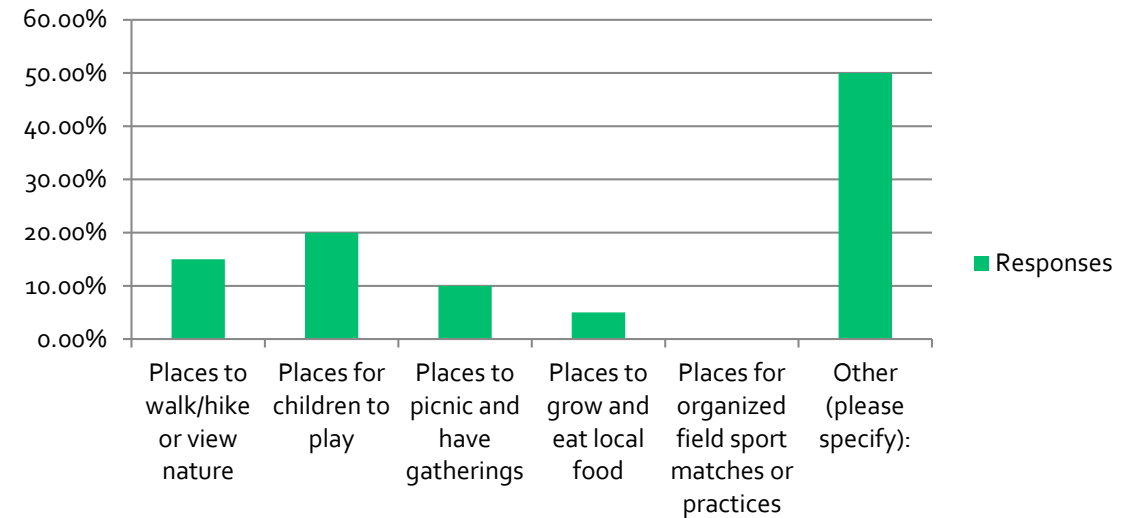 60.00%
50.00%
40.00%
30.00%
20.00%
10.00%
0.00%
Places to
walk/hike
or view
nature
Places for
children to
play
Places to
picnic and
have
gatherings
Places to
grow and
eat local
food
Places for
organized
field sport
matches or
practices
Other
(please
specify):
Responses